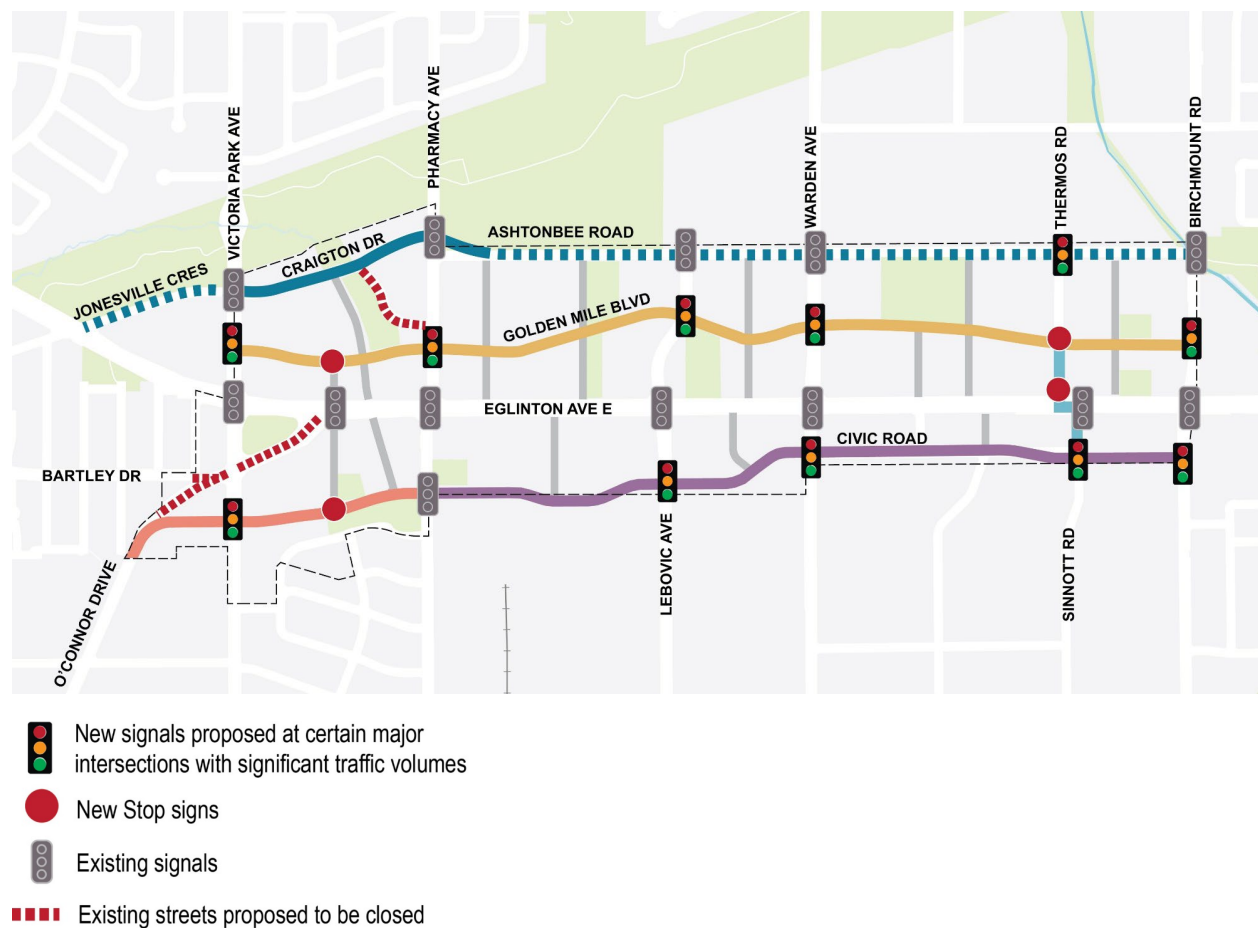 VICTORIA PARK AVE
PHARMACY AVE
WARDEN AVE
THERMOS RD
BIRCHMOUNT RD
JONESVILLE CRES
CRAIGTON DR
ASHTONBEE ROAD
GOLDEN MILE BLVD
EGLINTON AVE E
CIVIC ROAD
BARTLEY DR
O'CONNOR DRIVE
LEBOVIC AVE
SINNOTT RD
New signals proposed at certain major
intersections with significant traffic volumes
New Stop signs
Existing signals
Existing streets proposed to be closed